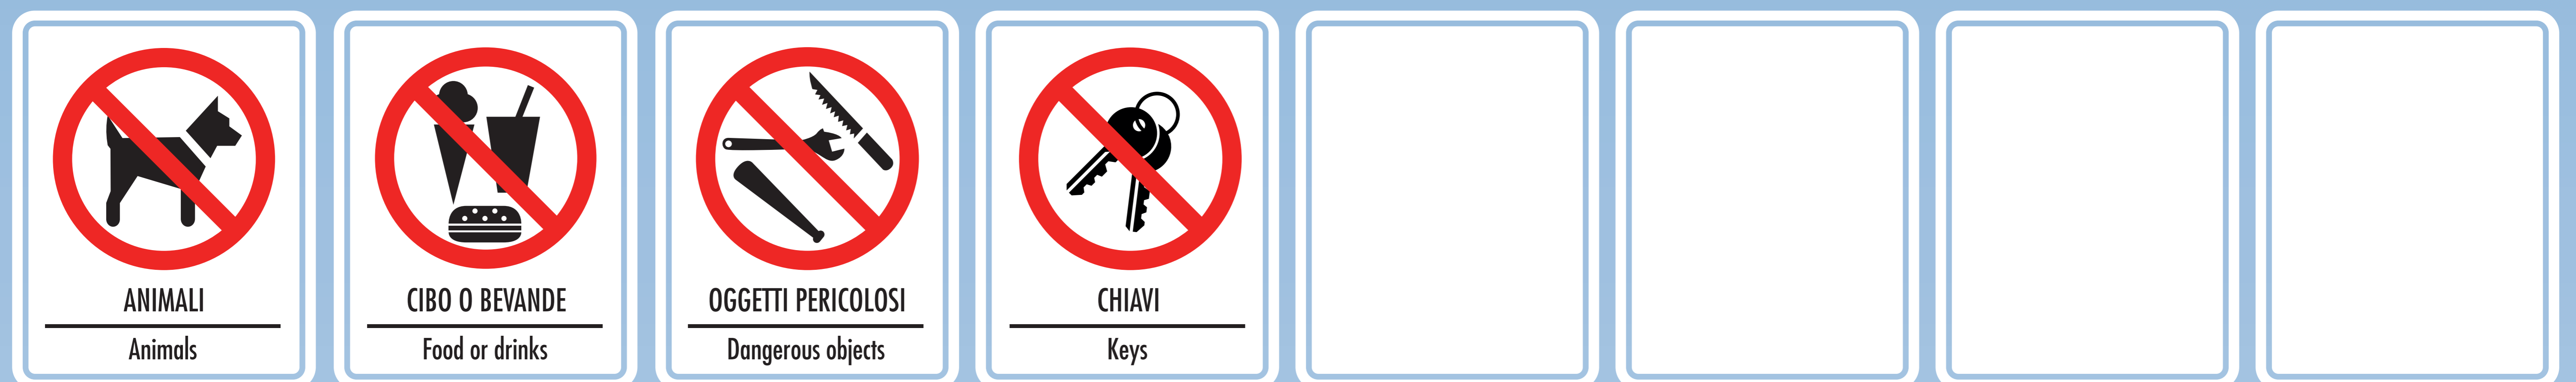 ANIMALI
Animals
CIBO O BEVANDE
Food or drinks
OGGETTI PERICOLOSI
Dangerous objects
CHIAVI
Keys